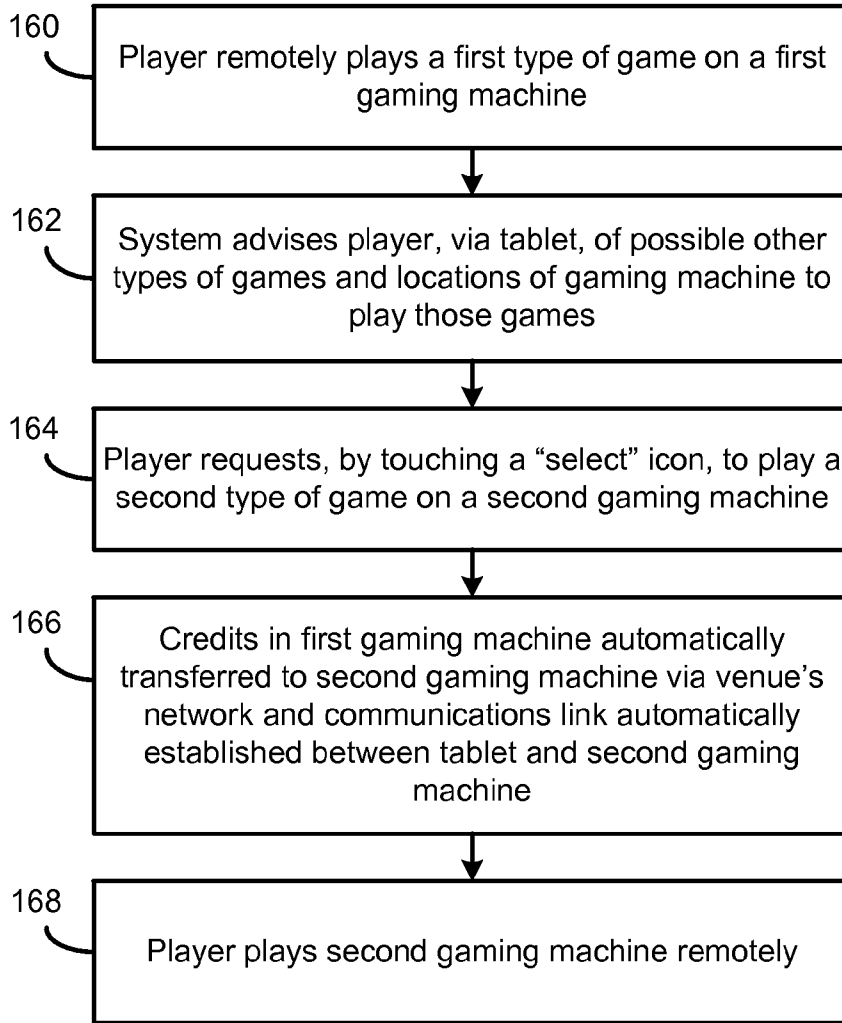 160
Player remotely plays a first type of game on a first
gaming machine
162
System advises player, via tablet, of possible other
types of games and locations of gaming machine to
play those games
164
Player requests, by touching a “select” icon, to play a
second type of game on a second gaming machine
166
Credits in first gaming machine automatically
transferred to second gaming machine via venue’s
network and communications link automatically
established between tablet and second gaming
machine
168
Player plays second gaming machine remotely